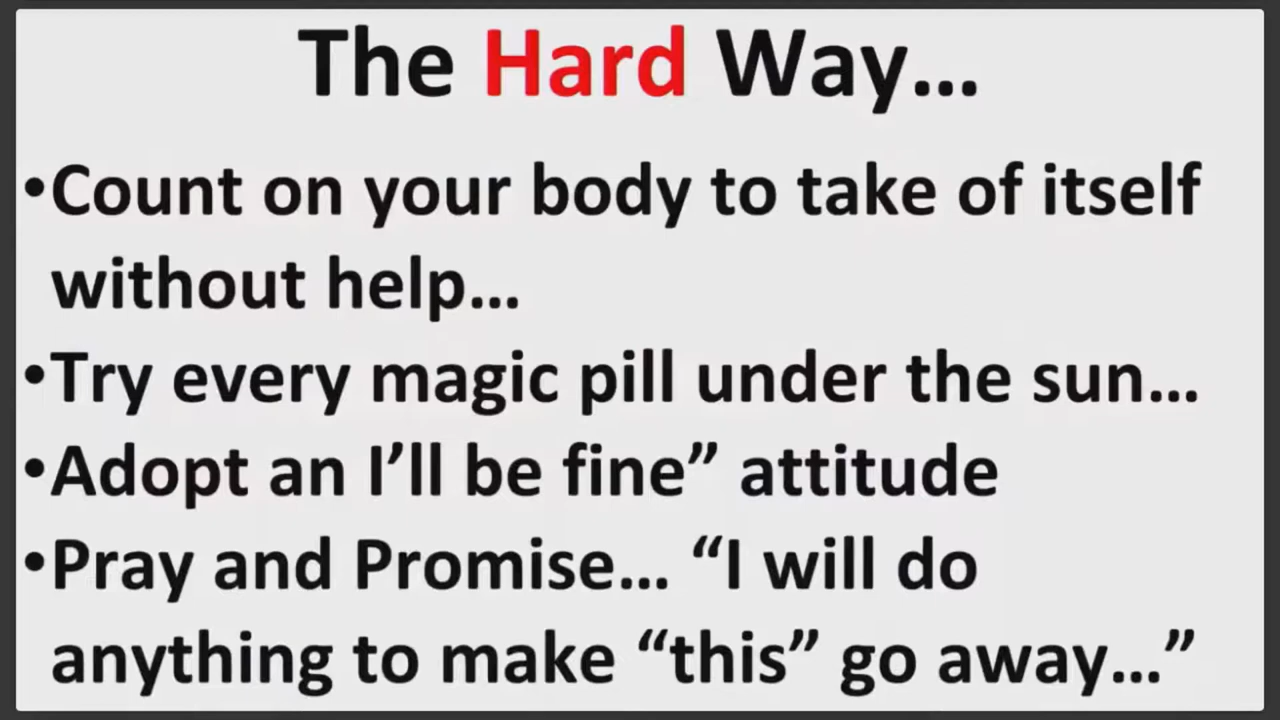 The Hard Way…
•Count on your body to take of itself
without help…
•Try every magic pill under the sun…
•Adopt an I’ll be fine” attitude
•Pray and Promise… “I will do
anything to make “this” go away…”